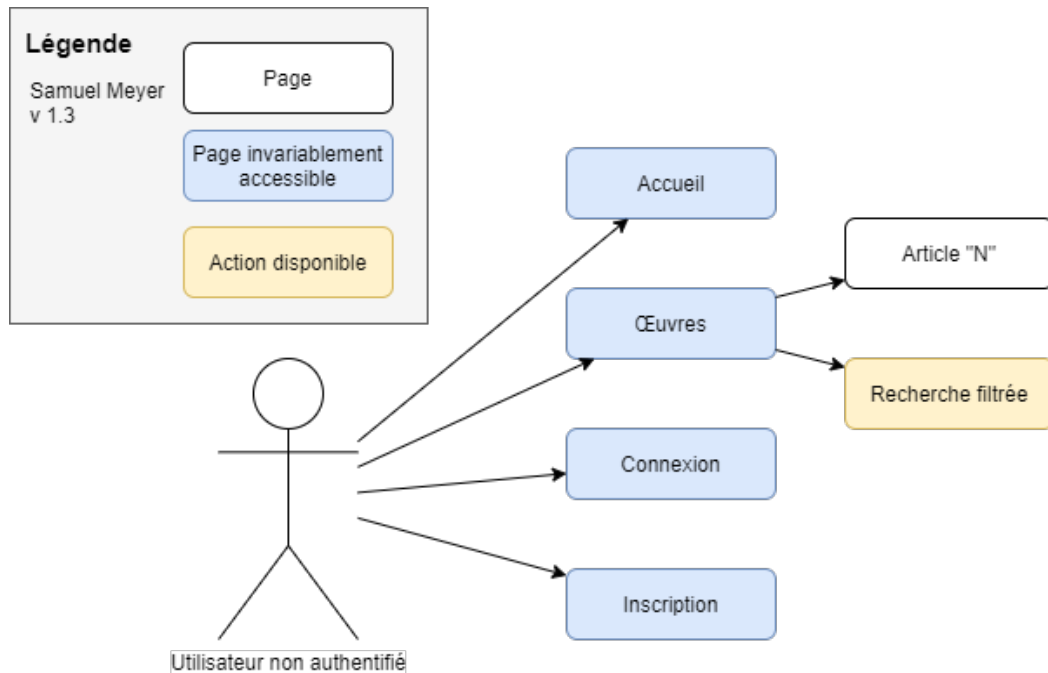 Légende
Samuel Meyer
v 1.3
Page
Page invariablement
accessible
Action disponible
Accueil
Œuvres
Article "N"
Recherche filtrée
Connexion
Inscription
Utilisateur non authentifié